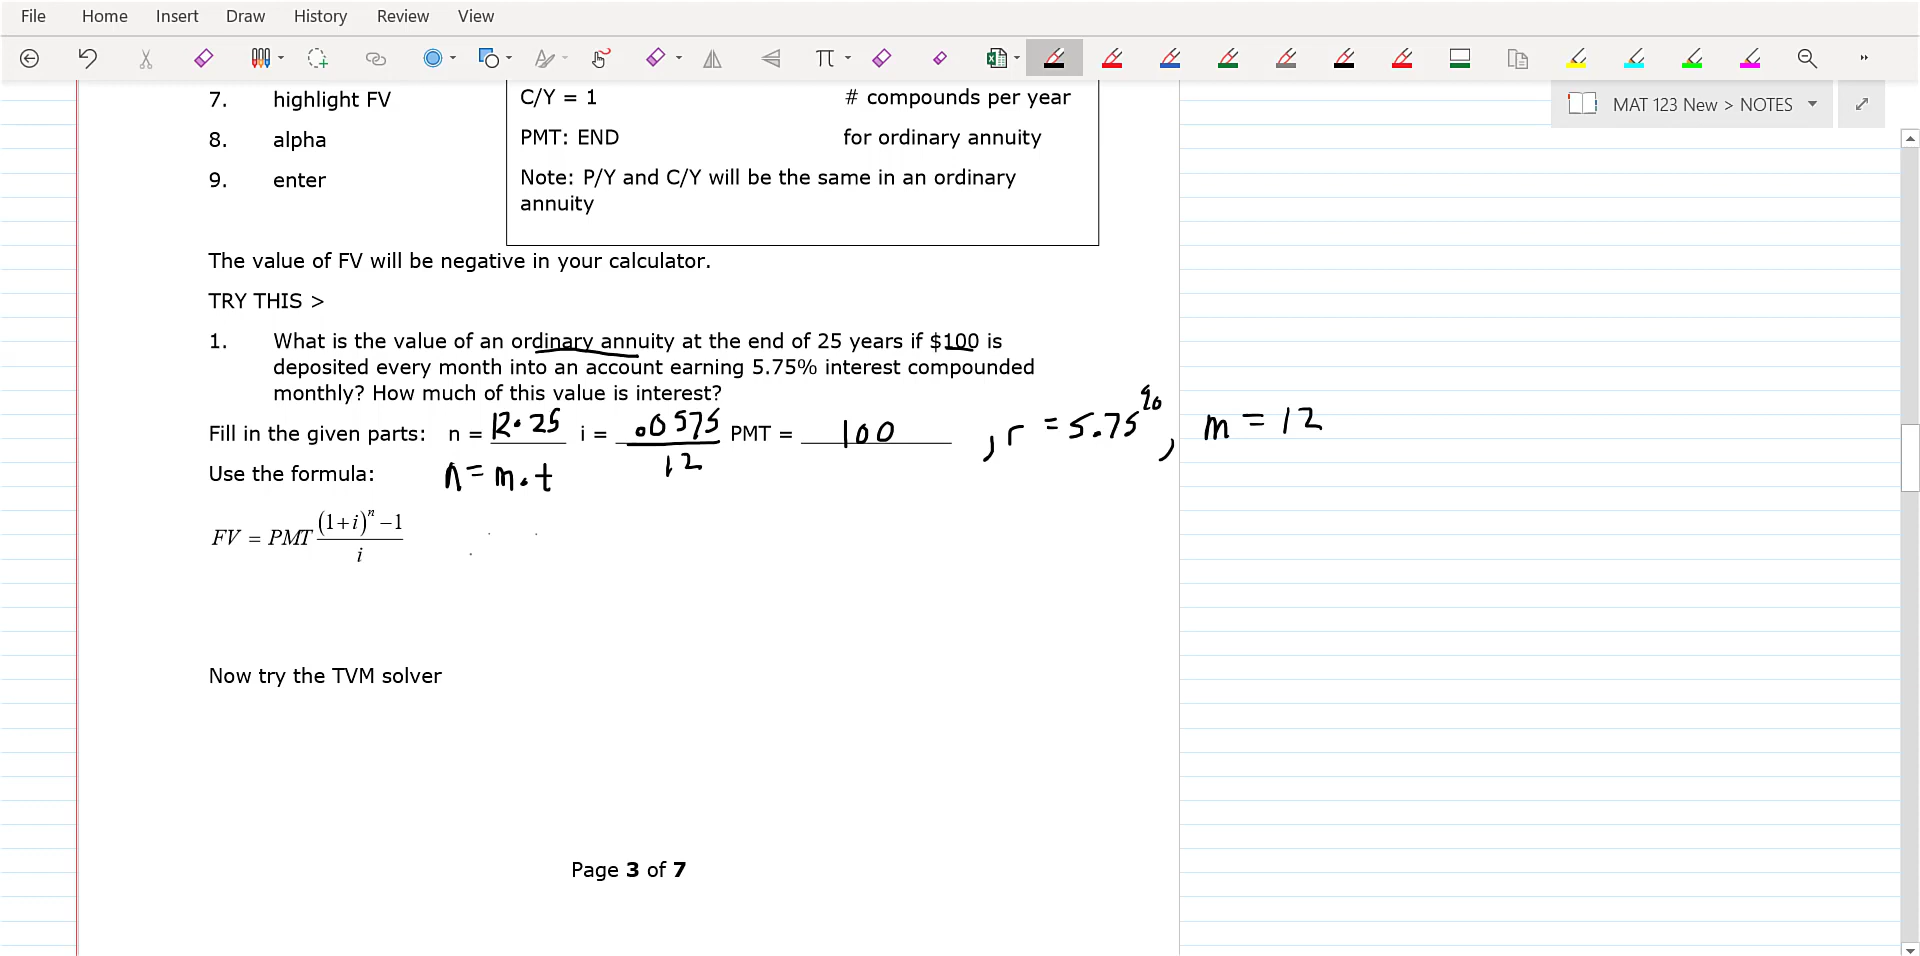 File Home Insert Draw History Review View
MAT 123 New > NOTES
7. highlight FV
C/Y = 1 # compounds per year
8. alpha
PMT: END for ordinary annuity
9. enter
Note: P/Y and C/Y will be the same in an ordinary
annuity
The value of FV will be negative in your calculator.
TRY THIS >
1. What is the value of an ordinary annuity at the end of 25 years if $100 is
deposited every month into an account earning 5.75% interest compounded
monthly? How much of this value is interest?
Fill in the given parts: n = 12·25 i = .0575/12 PMT = 100 , r = 5.75%, m = 12
Use the formula: n = m·t
FV = PMT ((1+i)^n − 1)/i
Now try the TVM solver
Page 3 of 7